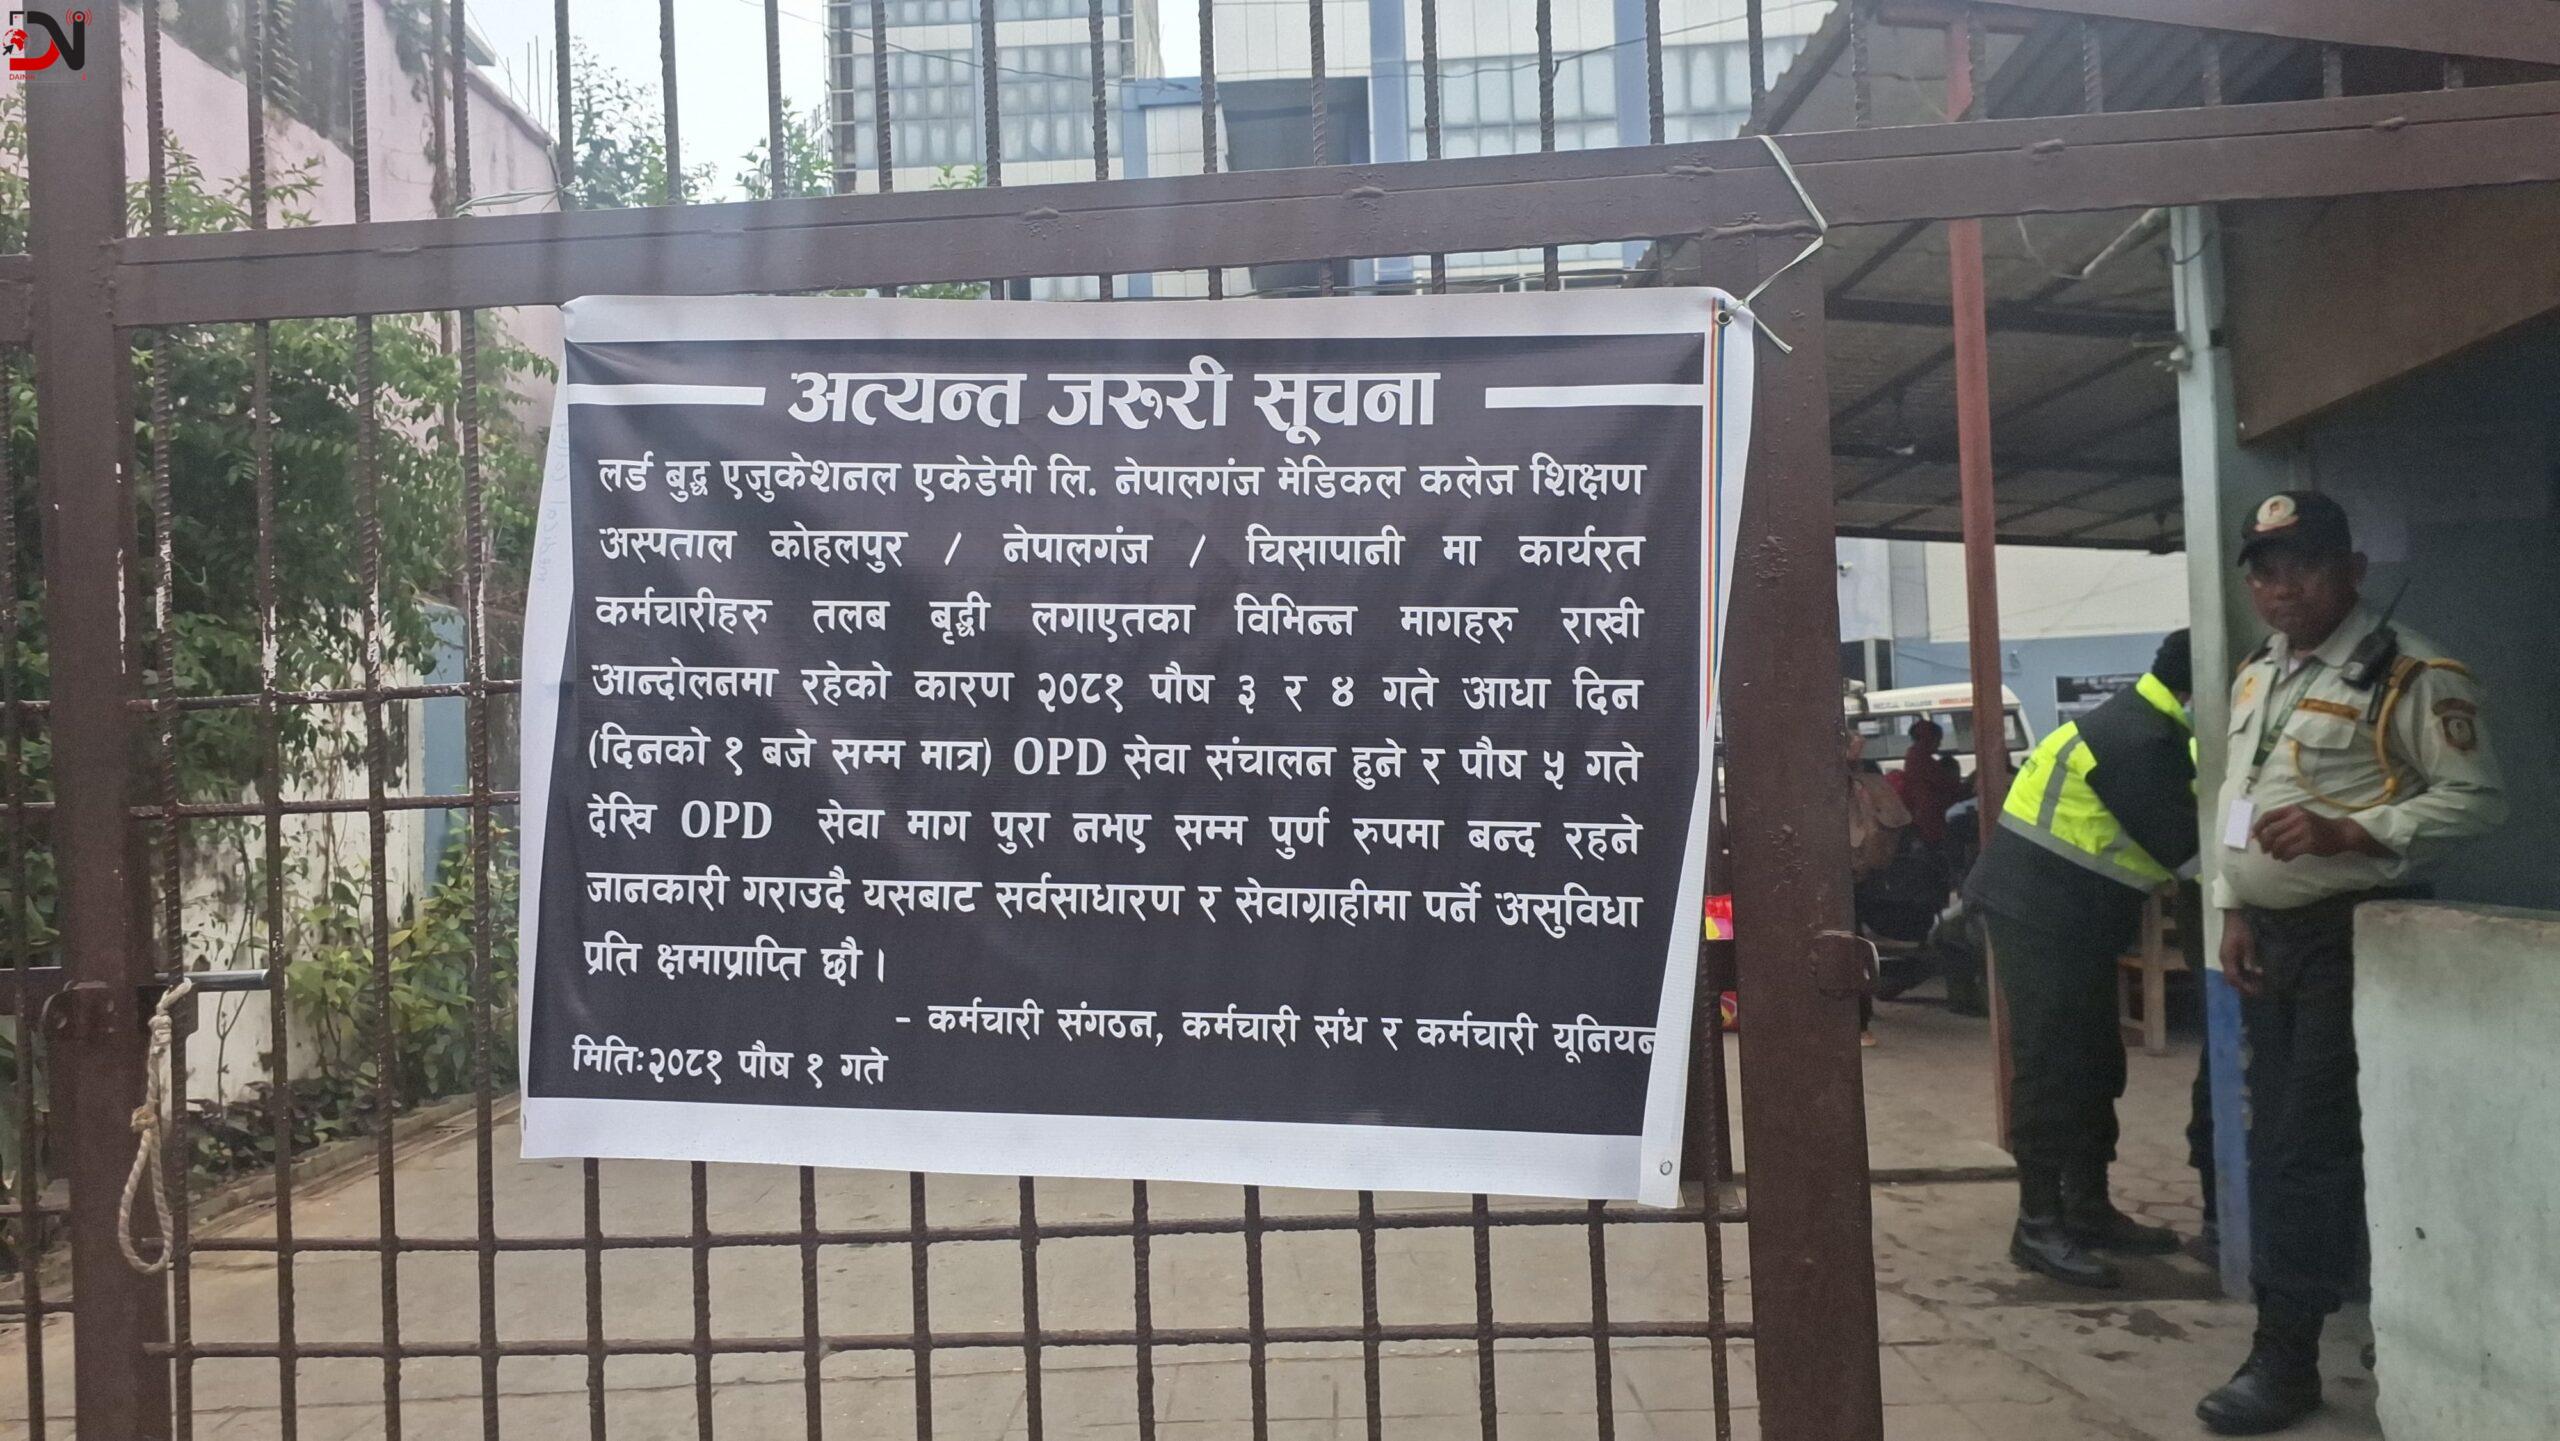 DN
अत्यन्त जरुरी सूचना
लर्ड बुद्ध एजुकेशनल एकेडेमी लि. नेपालगंज मेडिकल कलेज शिक्षण
अस्पताल कोहलपुर / नेपालगंज / चिसापानी मा कार्यरत
कर्मचारीहरु तलब बृद्धी लगाएतका विभिन्न मागहरु राखी
आन्दोलनमा रहेको कारण २०८१ पौष ३ र ४ गते आधा दिन
(दिनको १ बजे सम्म मात्र) OPD सेवा संचालन हुने र पौष ५ गते
देखि OPD सेवा माग पुरा नभए सम्म पुर्ण रुपमा बन्द रहने
जानकारी गराउदै यसबाट सर्वसाधारण र सेवाग्राहीमा पर्ने असुविधा
प्रति क्षमाप्राप्ति छौ ।
- कर्मचारी संगठन, कर्मचारी संध र कर्मचारी यूनियन
मितिः२०८१ पौष १ गते